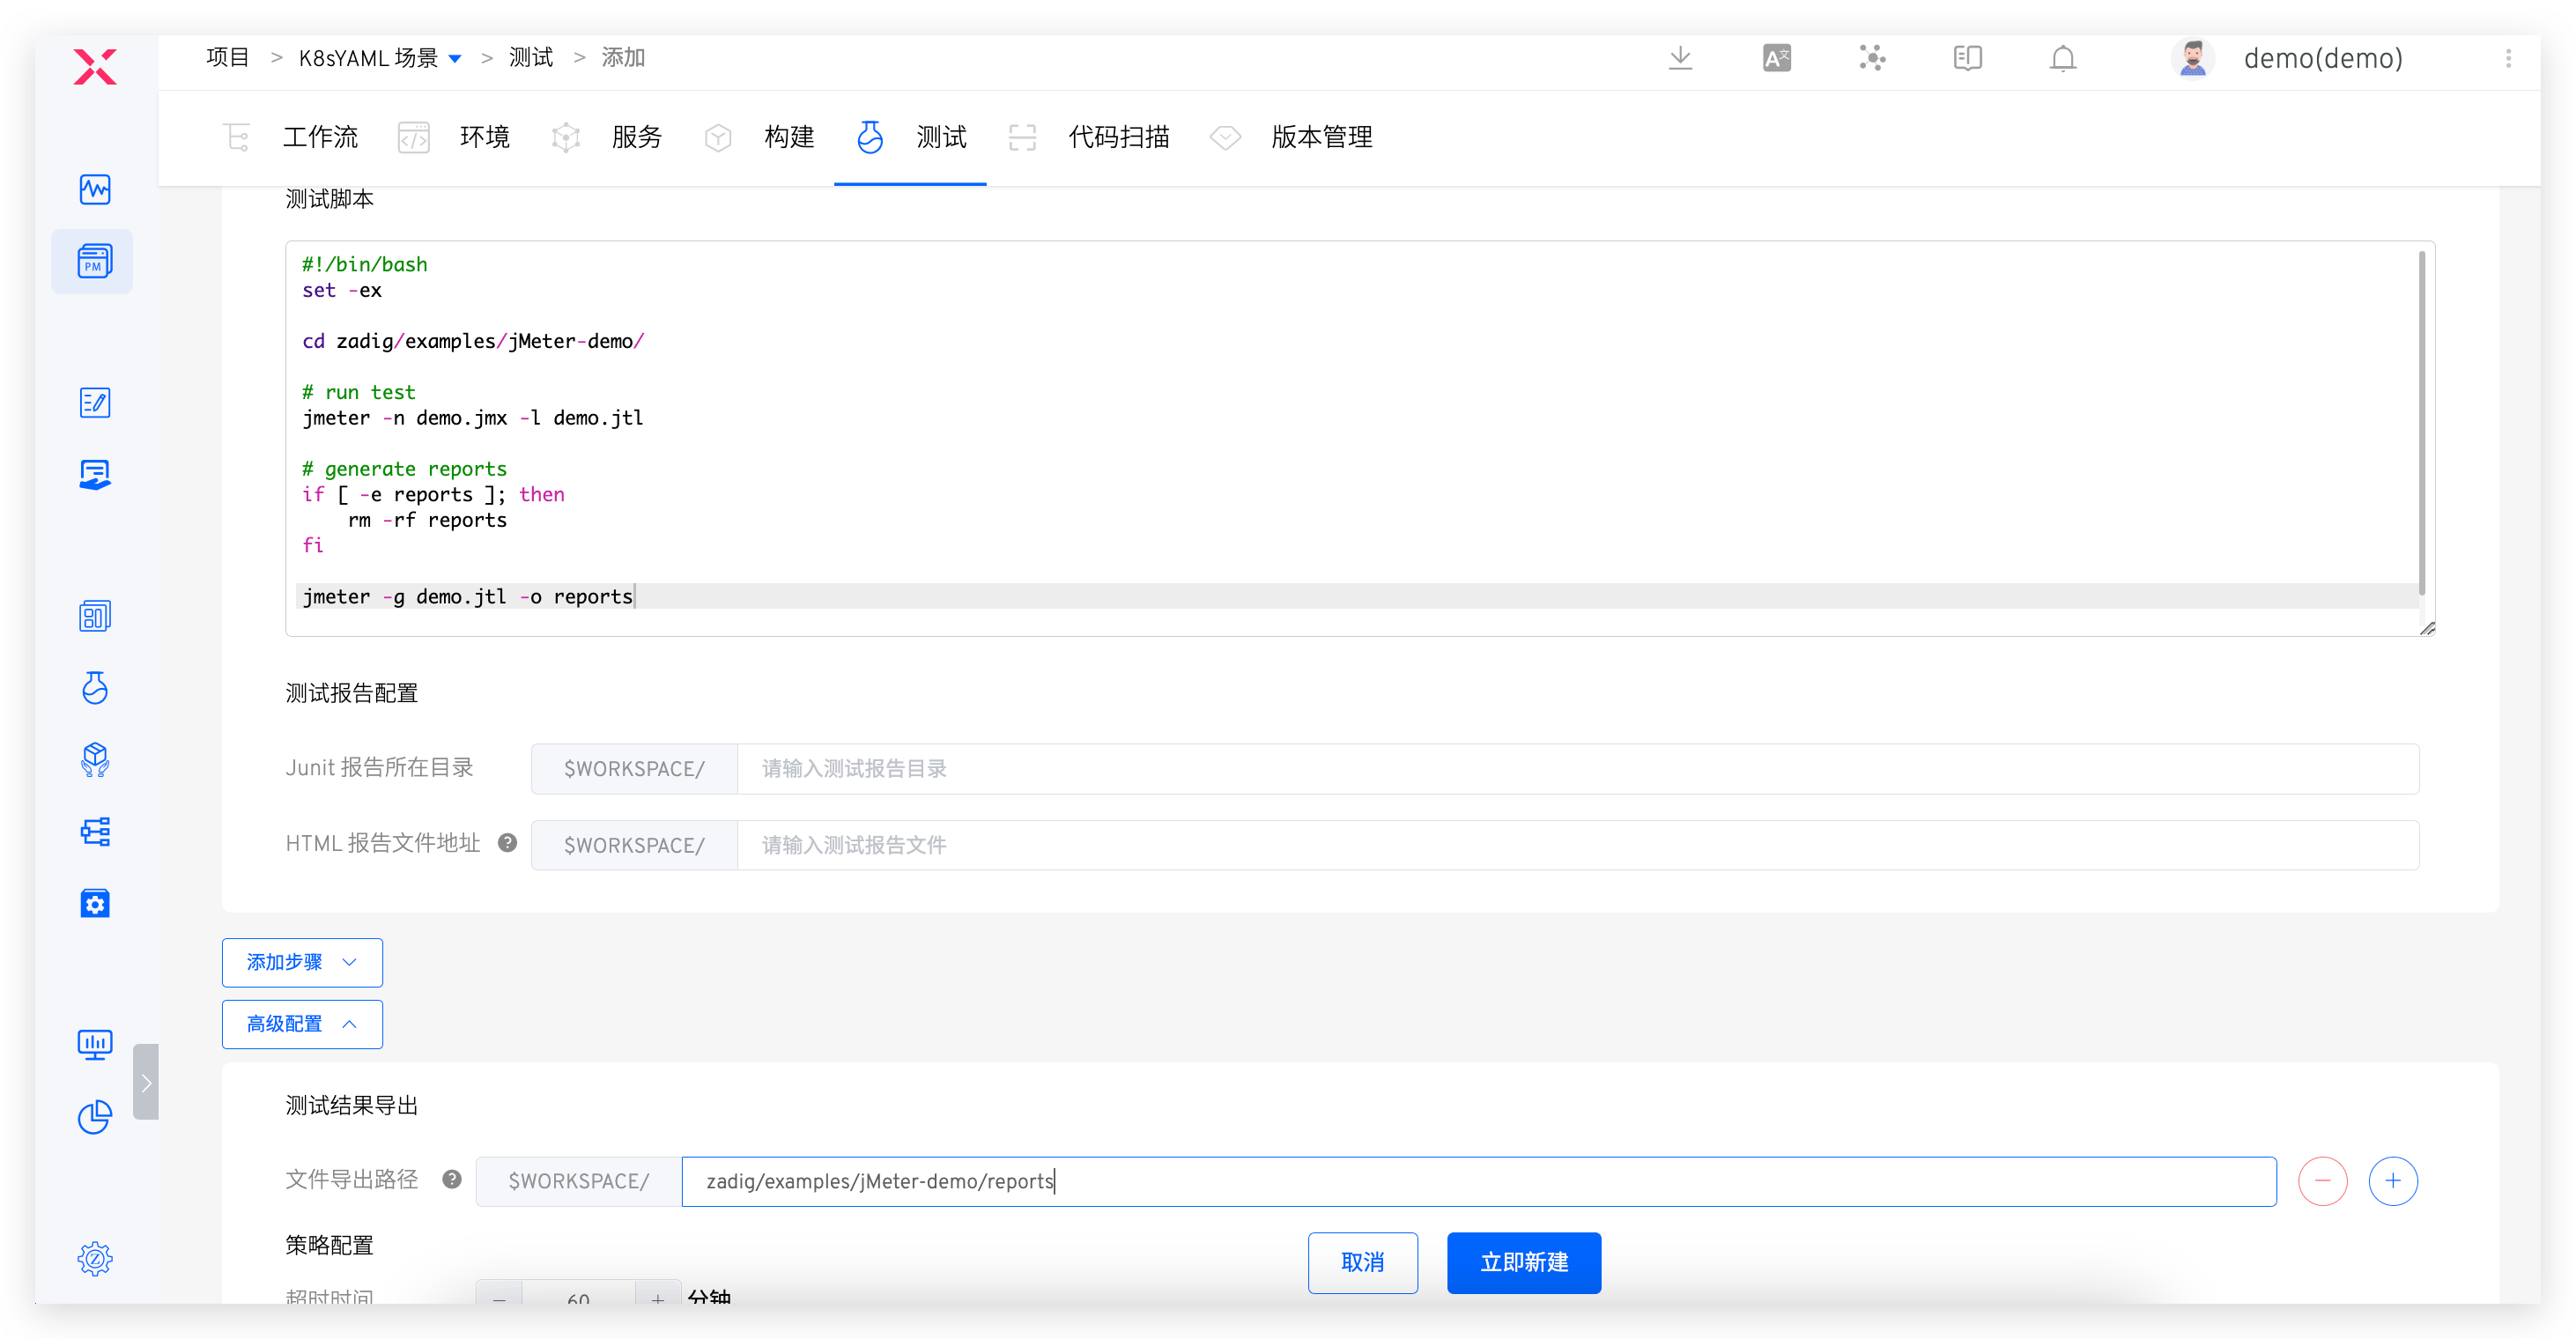 项目 > K8sYAML 场景 > 测试 > 添加
demo(demo)
工作流 环境 服务 构建 测试 代码扫描 版本管理
PM
测试脚本
#!/bin/bash
set -ex
cd zadig/examples/jMeter-demo/
# run test
jmeter -n demo.jmx -l demo.jtl
# generate reports
if [ -e reports ]; then
rm -rf reports
fi
jmeter -g demo.jtl -o reports
测试报告配置
Junit 报告所在目录 $WORKSPACE/ 请输入测试报告目录
HTML 报告文件地址 ? $WORKSPACE/ 请输入测试报告文件
添加步骤
高级配置
测试结果导出
文件导出路径 ? $WORKSPACE/ zadig/examples/jMeter-demo/reports
策略配置
取消 立即新建
超时时间 − 60 + 分钟